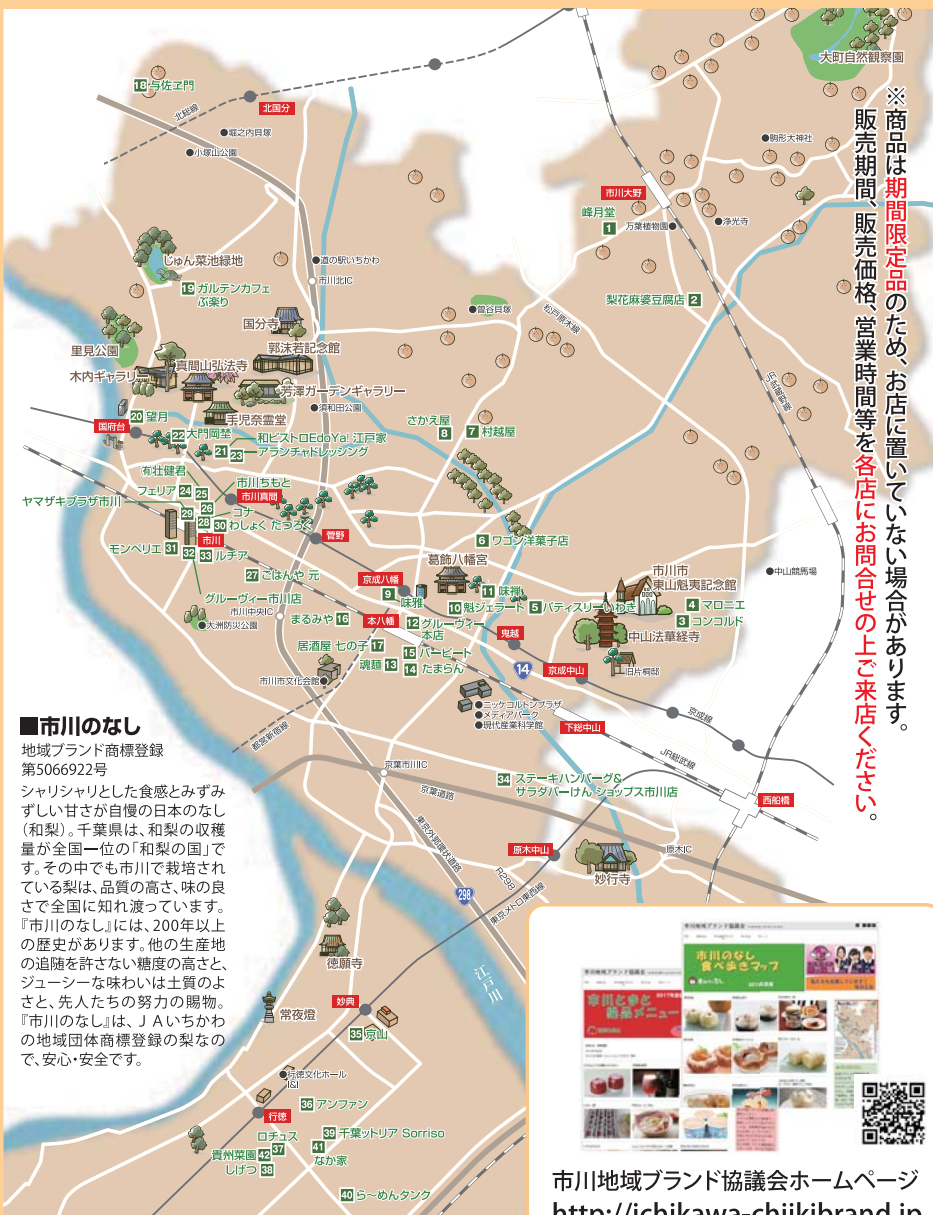 ※商品は期間限定品のため、お店に置いていない場合があります。
販売期間、販売価格、営業時間等を各店にお問合せの上ご来店ください。
大町自然観察園
18 与佐ヱ門
北総線
北国分
●堀之内貝塚
●小塚山公園
●駒形大神社
市川大野
峰月堂
1
万葉植物園●
●浄光寺
じゅん菜池緑地
●道の駅いちかわ
市川北IC
19 ガルテンカフェ
ぶ楽り
梨花麻婆豆腐店 2
●曽谷貝塚
松戸原木線
国分寺
郭沫若記念館
里見公園
真間山弘法寺
木内ギャラリー
芳澤ガーデンギャラリー
JR武蔵野線
手児奈霊堂
●須和田公園
20 望月
国府台
22 大門岡埜
和ビストロEdoYa! 江戸家
21 23 アランチャドレッシング
さかえ屋
8
7 村越屋
㈲壮健君
フェリア 24 25
市川ちもと
市川真間
ヤマザキプラザ市川
29 26 コナ
28 30 わしょく たつろう
市川
菅野
モンペリエ 31 32 33 ルチア
6 ワゴン洋菓子店
葛飾八幡宮
27 ごはんや 元
京成八幡
9
味雅
11 味禅
市川市
東山魁夷記念館
●中山競馬場
グルーヴィー市川店
10 魁ジェラート
5 パティスリーいわき
4 マロニエ
3 コンコルド
市川中央IC
まるみや 16
本八幡
12 グルーヴィー
本店
●大洲防災公園
鬼越
中山法華経寺
居酒屋 七の子 17
15 バービート
魂麺 13
14 たまらん
14
京成中山
旧片桐邸
市川市文化会館●
●ニッケコルトンプラザ
●メディアパーク
●現代産業科学館
京成線
下総中山
都営新宿線
JR総武線
京葉市川IC
京葉道路
34 ステーキハンバーグ&
サラダバーけん ショップス市川店
西船橋
東京外郭環状道路
原木中山
原木IC
R298
妙行寺
298
東京メトロ東西線
■市川のなし
地域ブランド商標登録
第5066922号
シャリシャリとした食感とみずみ
ずしい甘さが自慢の日本のなし
(和梨)。千葉県は、和梨の収穫
量が全国一位の「和梨の国」で
す。その中でも市川で栽培され
ている梨は、品質の高さ、味の良
さで全国に知れ渡っています。
『市川のなし』には、200年以上
の歴史があります。他の生産地
の追随を許さない糖度の高さと、
ジューシーな味わいは土質のよ
さと、先人たちの努力の賜物。
『市川のなし』は、JAいちかわ
の地域団体商標登録の梨なの
で、安心・安全です。
徳願寺
江戸川
常夜燈
妙典
35 京山
●行徳文化ホール
I&I
36 アンファン
行徳
ロチュス
37
39 千葉ットリア Sorriso
貴州菜園 42
41
なか家
しげつ 38
40 ら〜めんタンク
市川地域ブランド協議会
市川のなし
食べ歩きマップ
市川地域ブランド協議会ホームページ
http://ichikawa-chiikibrand.jp